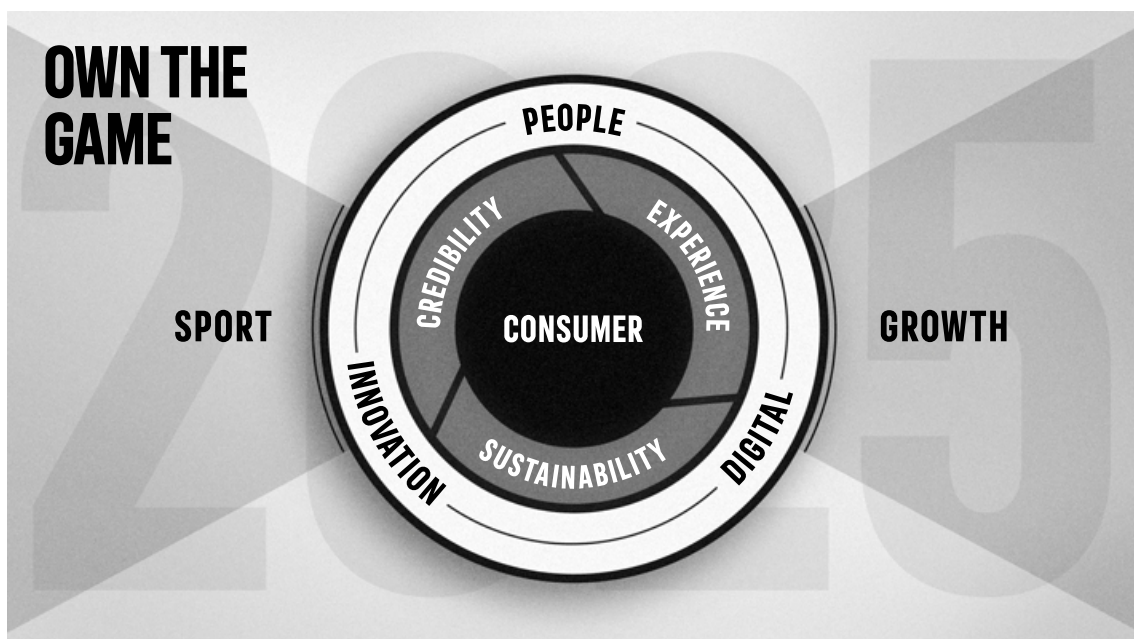 OWN THE
GAME
2025
PEOPLE
CREDIBILITY
EXPERIENCE
SPORT
CONSUMER
GROWTH
INNOVATION
SUSTAINABILITY
DIGITAL